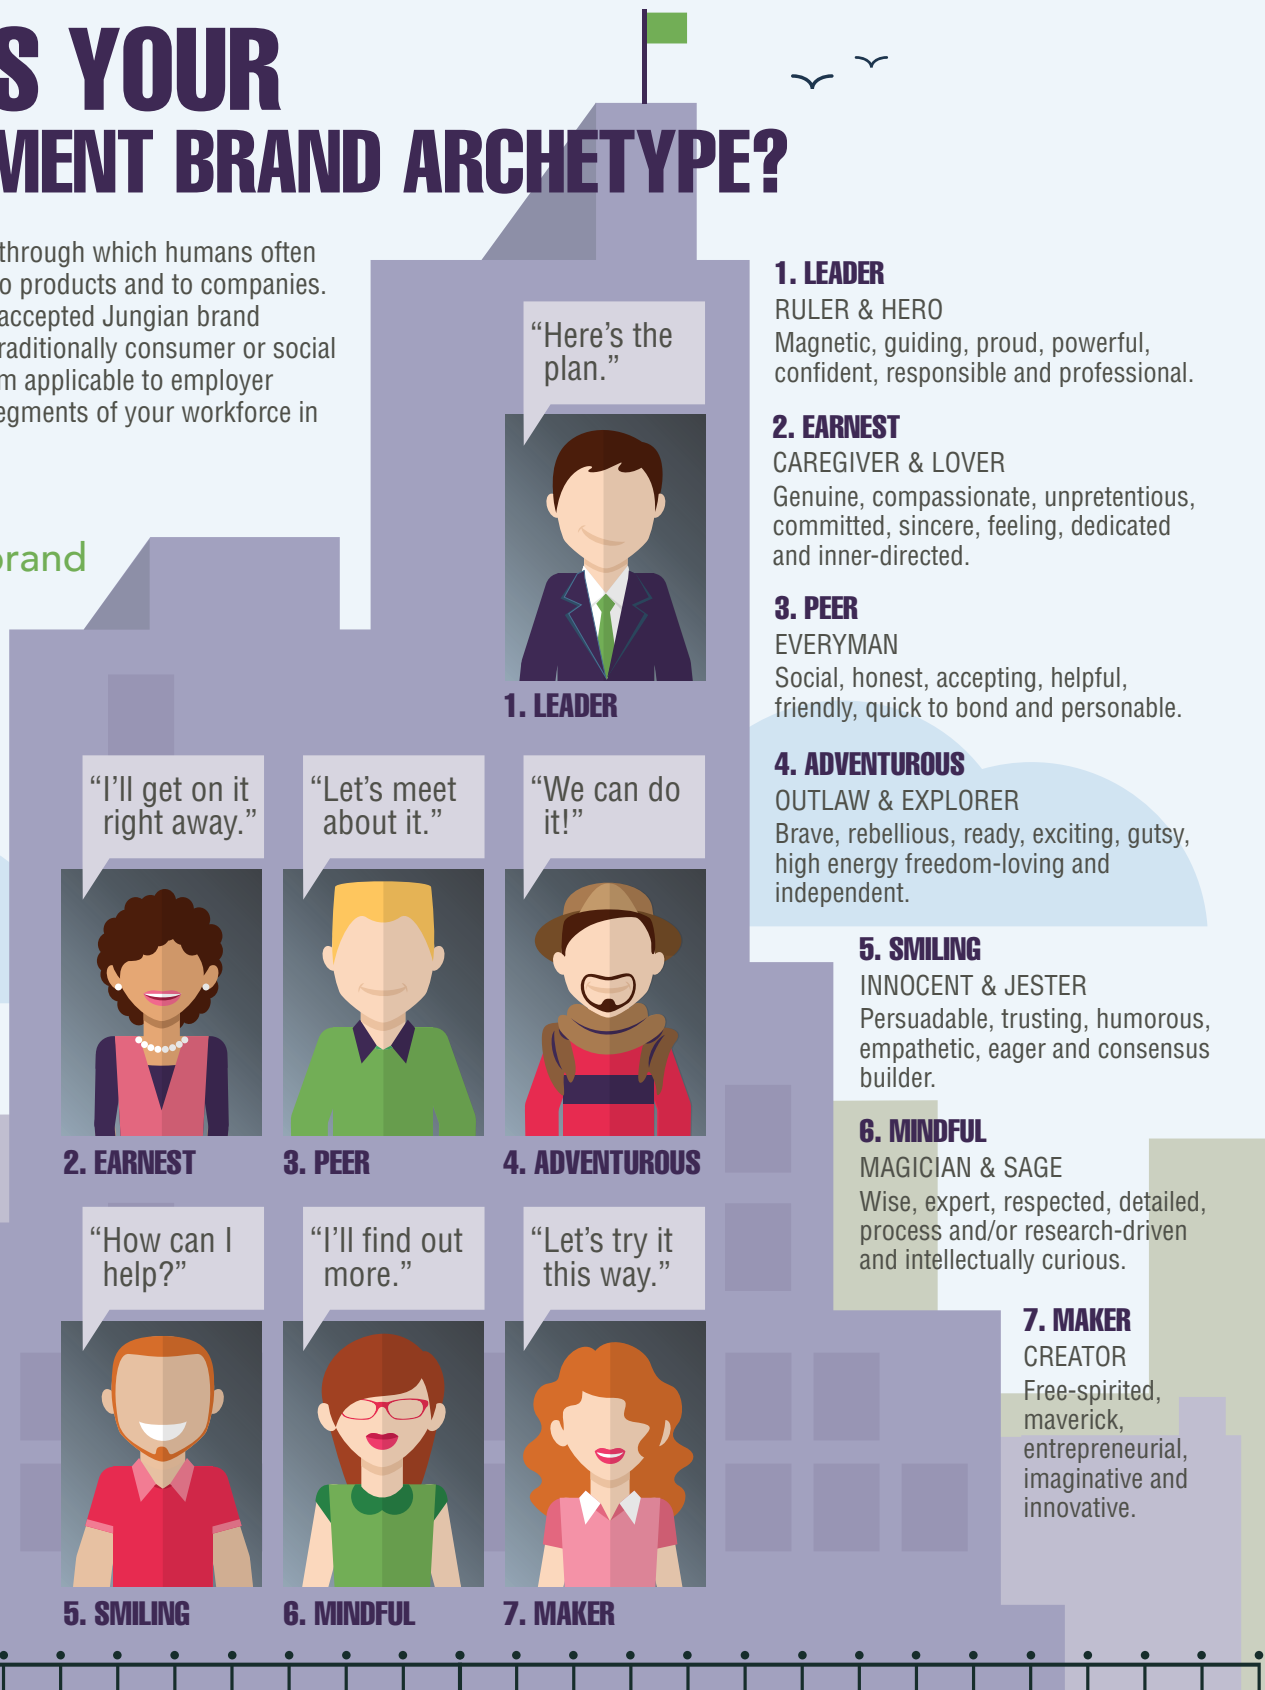 S YOUR
MENT BRAND ARCHETYPE?
through which humans often
o products and to companies.
accepted Jungian brand
raditionally consumer or social
m applicable to employer
egments of your workforce in
brand
“Here’s the
plan.”
1. LEADER
“I’ll get on it
right away.”
“Let’s meet
about it.”
“We can do
it!”
2. EARNEST
3. PEER
4. ADVENTUROUS
“How can I
help?”
“I’ll find out
more.”
“Let’s try it
this way.”
5. SMILING
6. MINDFUL
7. MAKER
1. LEADER
RULER & HERO
Magnetic, guiding, proud, powerful,
confident, responsible and professional.
2. EARNEST
CAREGIVER & LOVER
Genuine, compassionate, unpretentious,
committed, sincere, feeling, dedicated
and inner-directed.
3. PEER
EVERYMAN
Social, honest, accepting, helpful,
friendly, quick to bond and personable.
4. ADVENTUROUS
OUTLAW & EXPLORER
Brave, rebellious, ready, exciting, gutsy,
high energy freedom-loving and
independent.
5. SMILING
INNOCENT & JESTER
Persuadable, trusting, humorous,
empathetic, eager and consensus
builder.
6. MINDFUL
MAGICIAN & SAGE
Wise, expert, respected, detailed,
process and/or research-driven
and intellectually curious.
7. MAKER
CREATOR
Free-spirited,
maverick,
entrepreneurial,
imaginative and
innovative.